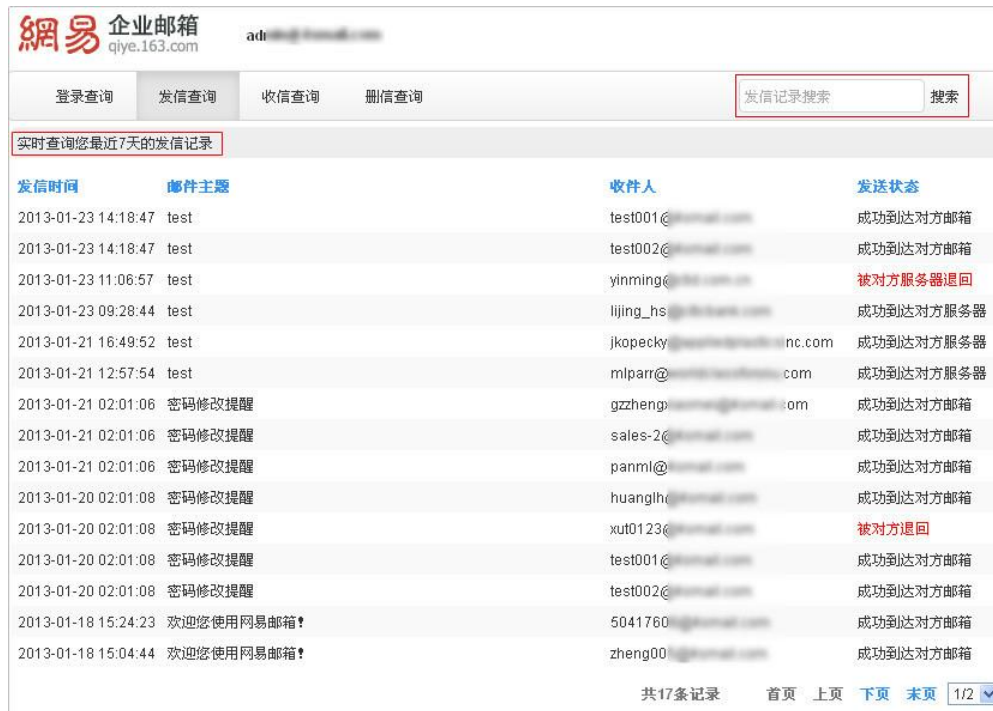 網易 企业邮箱
qiye.163.com
登录查询 发信查询 收信查询 删信查询 发信记录搜索 搜索
实时查询您最近7天的发信记录
发信时间 邮件主题 收件人 发送状态
2013-01-23 14:18:47 test test001@ 成功到达对方邮箱
2013-01-23 14:18:47 test test002@ 成功到达对方邮箱
2013-01-23 11:06:57 test yinming@ 被对方服务器退回
2013-01-23 09:28:44 test lijing_hs 成功到达对方服务器
2013-01-21 16:49:52 test jkopecky nc.com 成功到达对方服务器
2013-01-21 12:57:54 test mlparr@ com 成功到达对方服务器
2013-01-21 02:01:06 密码修改提醒 gzzheng om 成功到达对方邮箱
2013-01-21 02:01:06 密码修改提醒 sales-2@ 成功到达对方邮箱
2013-01-21 02:01:06 密码修改提醒 panml@ 成功到达对方邮箱
2013-01-20 02:01:08 密码修改提醒 huanglh 成功到达对方邮箱
2013-01-20 02:01:08 密码修改提醒 xut0123@ 被对方退回
2013-01-20 02:01:08 密码修改提醒 test001@ 成功到达对方邮箱
2013-01-20 02:01:08 密码修改提醒 test002@ 成功到达对方邮箱
2013-01-18 15:24:23 欢迎您使用网易邮箱! 5041760 成功到达对方邮箱
2013-01-18 15:04:44 欢迎您使用网易邮箱! zheng00 成功到达对方邮箱
共17条记录 首页 上页 下页 末页 1/2